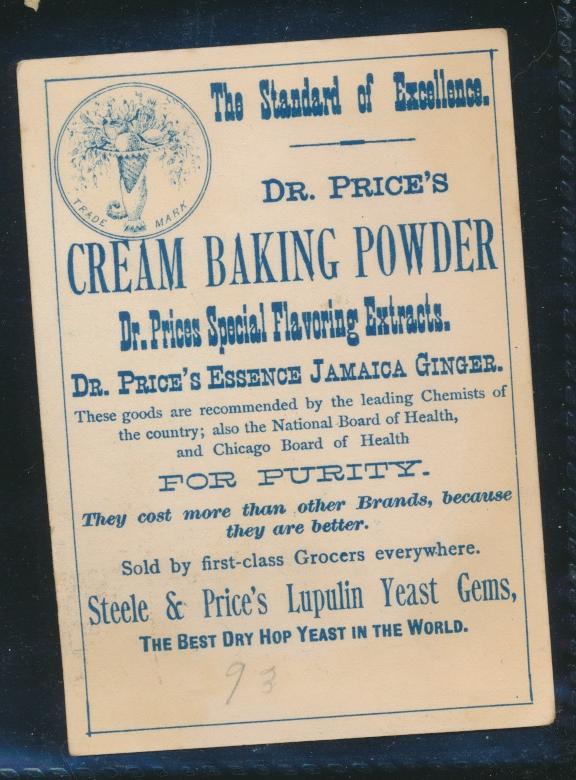 The Standard of Excellence.
TRADE MARK
DR. PRICE'S
CREAM BAKING POWDER
Dr. Prices Special Flavoring Extracts.
DR. PRICE'S ESSENCE JAMAICA GINGER.
These goods are recommended by the leading Chemists of
the country; also the National Board of Health,
and Chicago Board of Health
FOR PURITY.
They cost more than other Brands, because
they are better.
Sold by first-class Grocers everywhere.
Steele & Price's Lupulin Yeast Gems,
THE BEST DRY HOP YEAST IN THE WORLD.
93